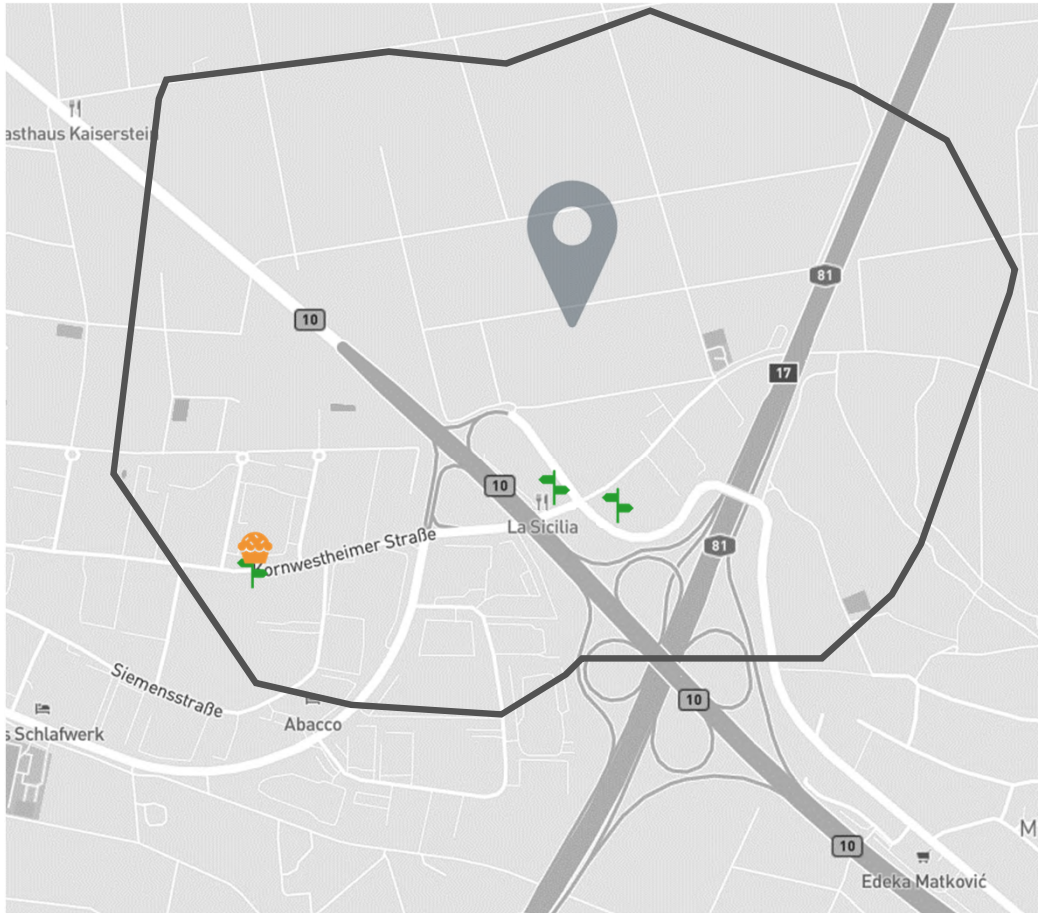 asthaus Kaiserstein
81
10
17
10
La Sicilia
Kornwestheimer Straße
81
Siemensstraße
10
s Schlafwerk
Abacco
M
10
Edeka Matković